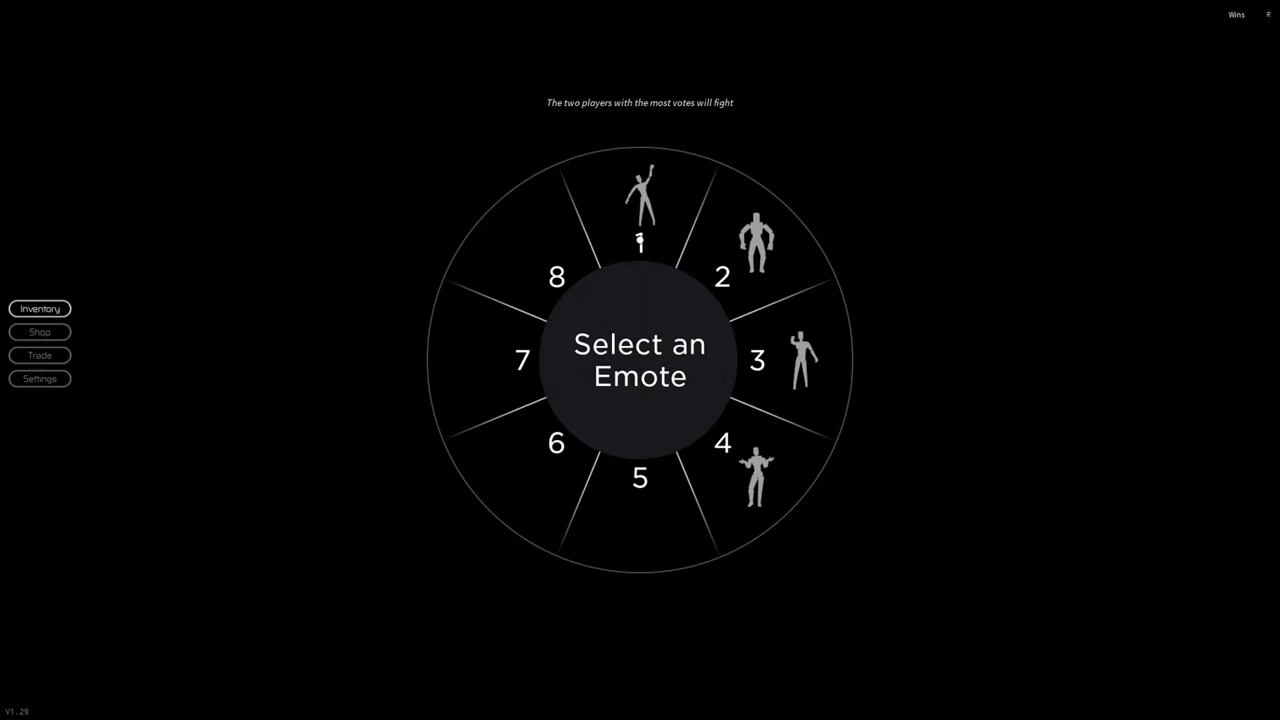 Wins R
The two players with the most votes will fight
1
8
2
Inventory
Shop
Trade
Settings
7
Select an
Emote
3
6
4
5
V1.29